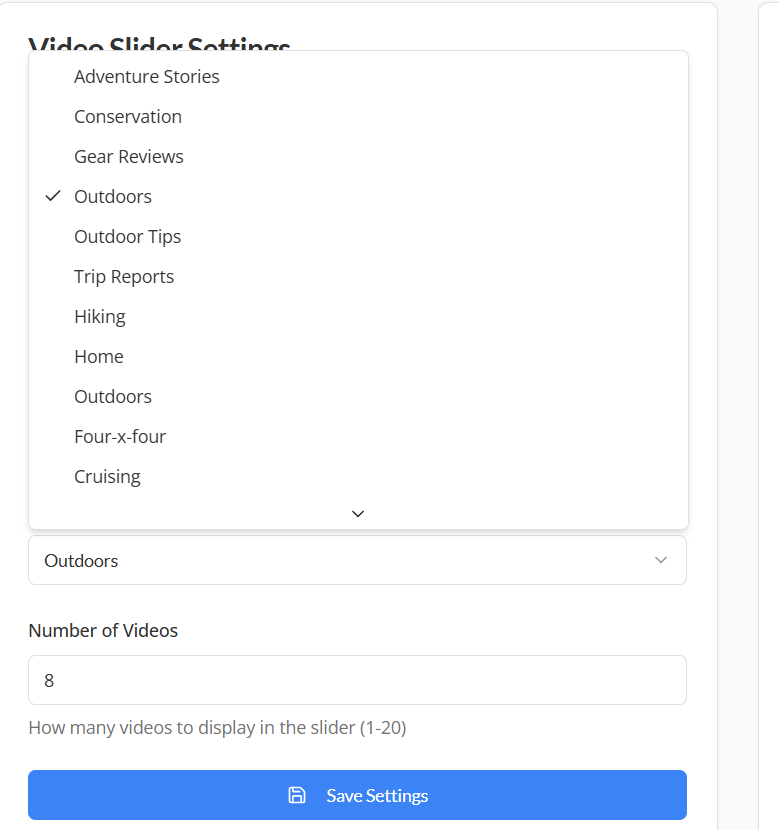 Video Slider Settings
Adventure Stories
Conservation
Gear Reviews
Outdoors
Outdoor Tips
Trip Reports
Hiking
Home
Outdoors
Four-x-four
Cruising
Outdoors
Number of Videos
8
How many videos to display in the slider (1-20)
Save Settings